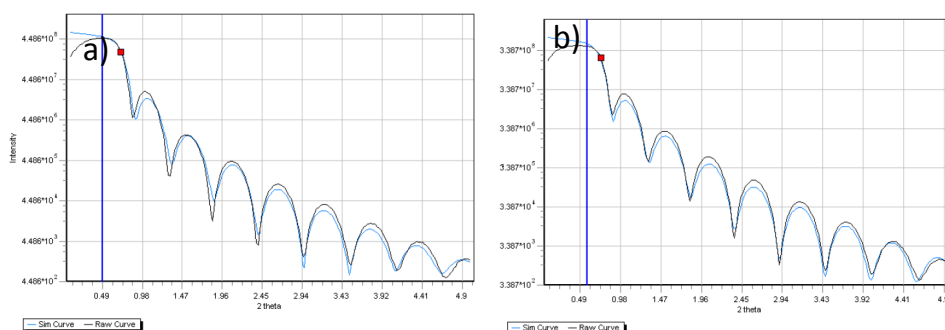 a)
4.486*10^8
4.486*10^7
4.486*10^6
4.486*10^5
4.486*10^4
4.486*10^3
4.486*10^2
Intensity
0.49 0.98 1.47 1.96 2.45 2.94 3.43 3.92 4.41 4.9
2 theta
Sim Curve Raw Curve
b)
3.387*10^8
3.387*10^7
3.387*10^6
3.387*10^5
3.387*10^4
3.387*10^3
3.387*10^2
0.49 0.98 1.47 1.96 2.45 2.94 3.43 3.92 4.41
2 theta
Sim Curve Raw Curve